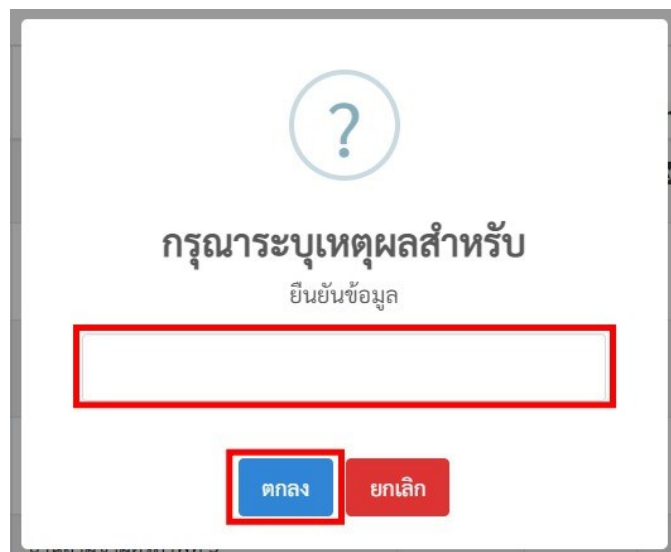 ?
กรุณาระบุเหตุผลสำหรับ
ยืนยันข้อมูล
ตกลง
ยกเลิก